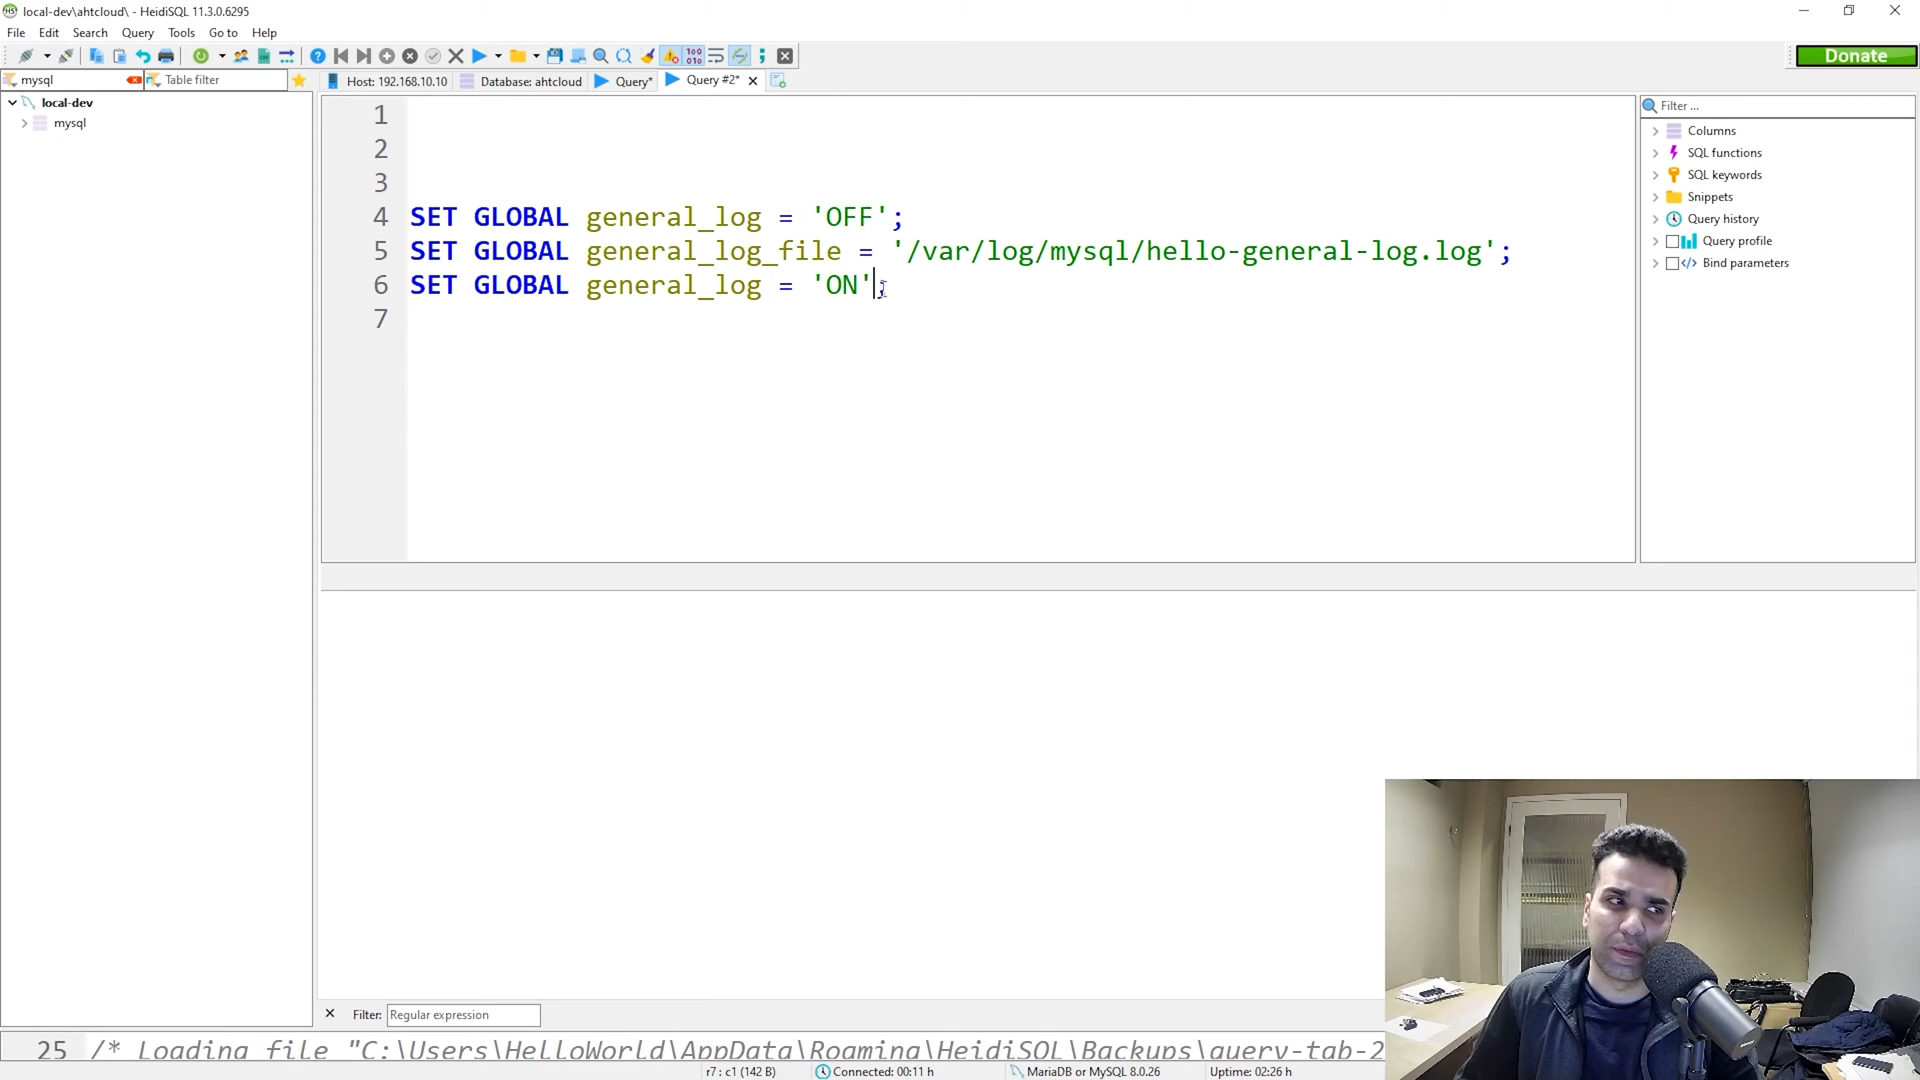 local-dev\ahtcloud\ - HeidiSQL 11.3.0.6295
File Edit Search Query Tools Go to Help
Donate
mysql Table filter Host: 192.168.10.10 Database: ahtcloud Query* Query #2*
local-dev
mysql
1
2
3
4 SET GLOBAL general_log = 'OFF';
5 SET GLOBAL general_log_file = '/var/log/mysql/hello-general-log.log';
6 SET GLOBAL general_log = 'ON';
7
Filter ...
Columns
SQL functions
SQL keywords
Snippets
Query history
Query profile
Bind parameters
Filter: Regular expression
25 /* Loading file "C:\Users\HelloWorld\AppData\Roaming\HeidiSQL\Backups\query-tab-2
r7 : c1 (142 B) Connected: 00:11 h MariaDB or MySQL 8.0.26 Uptime: 02:26 h